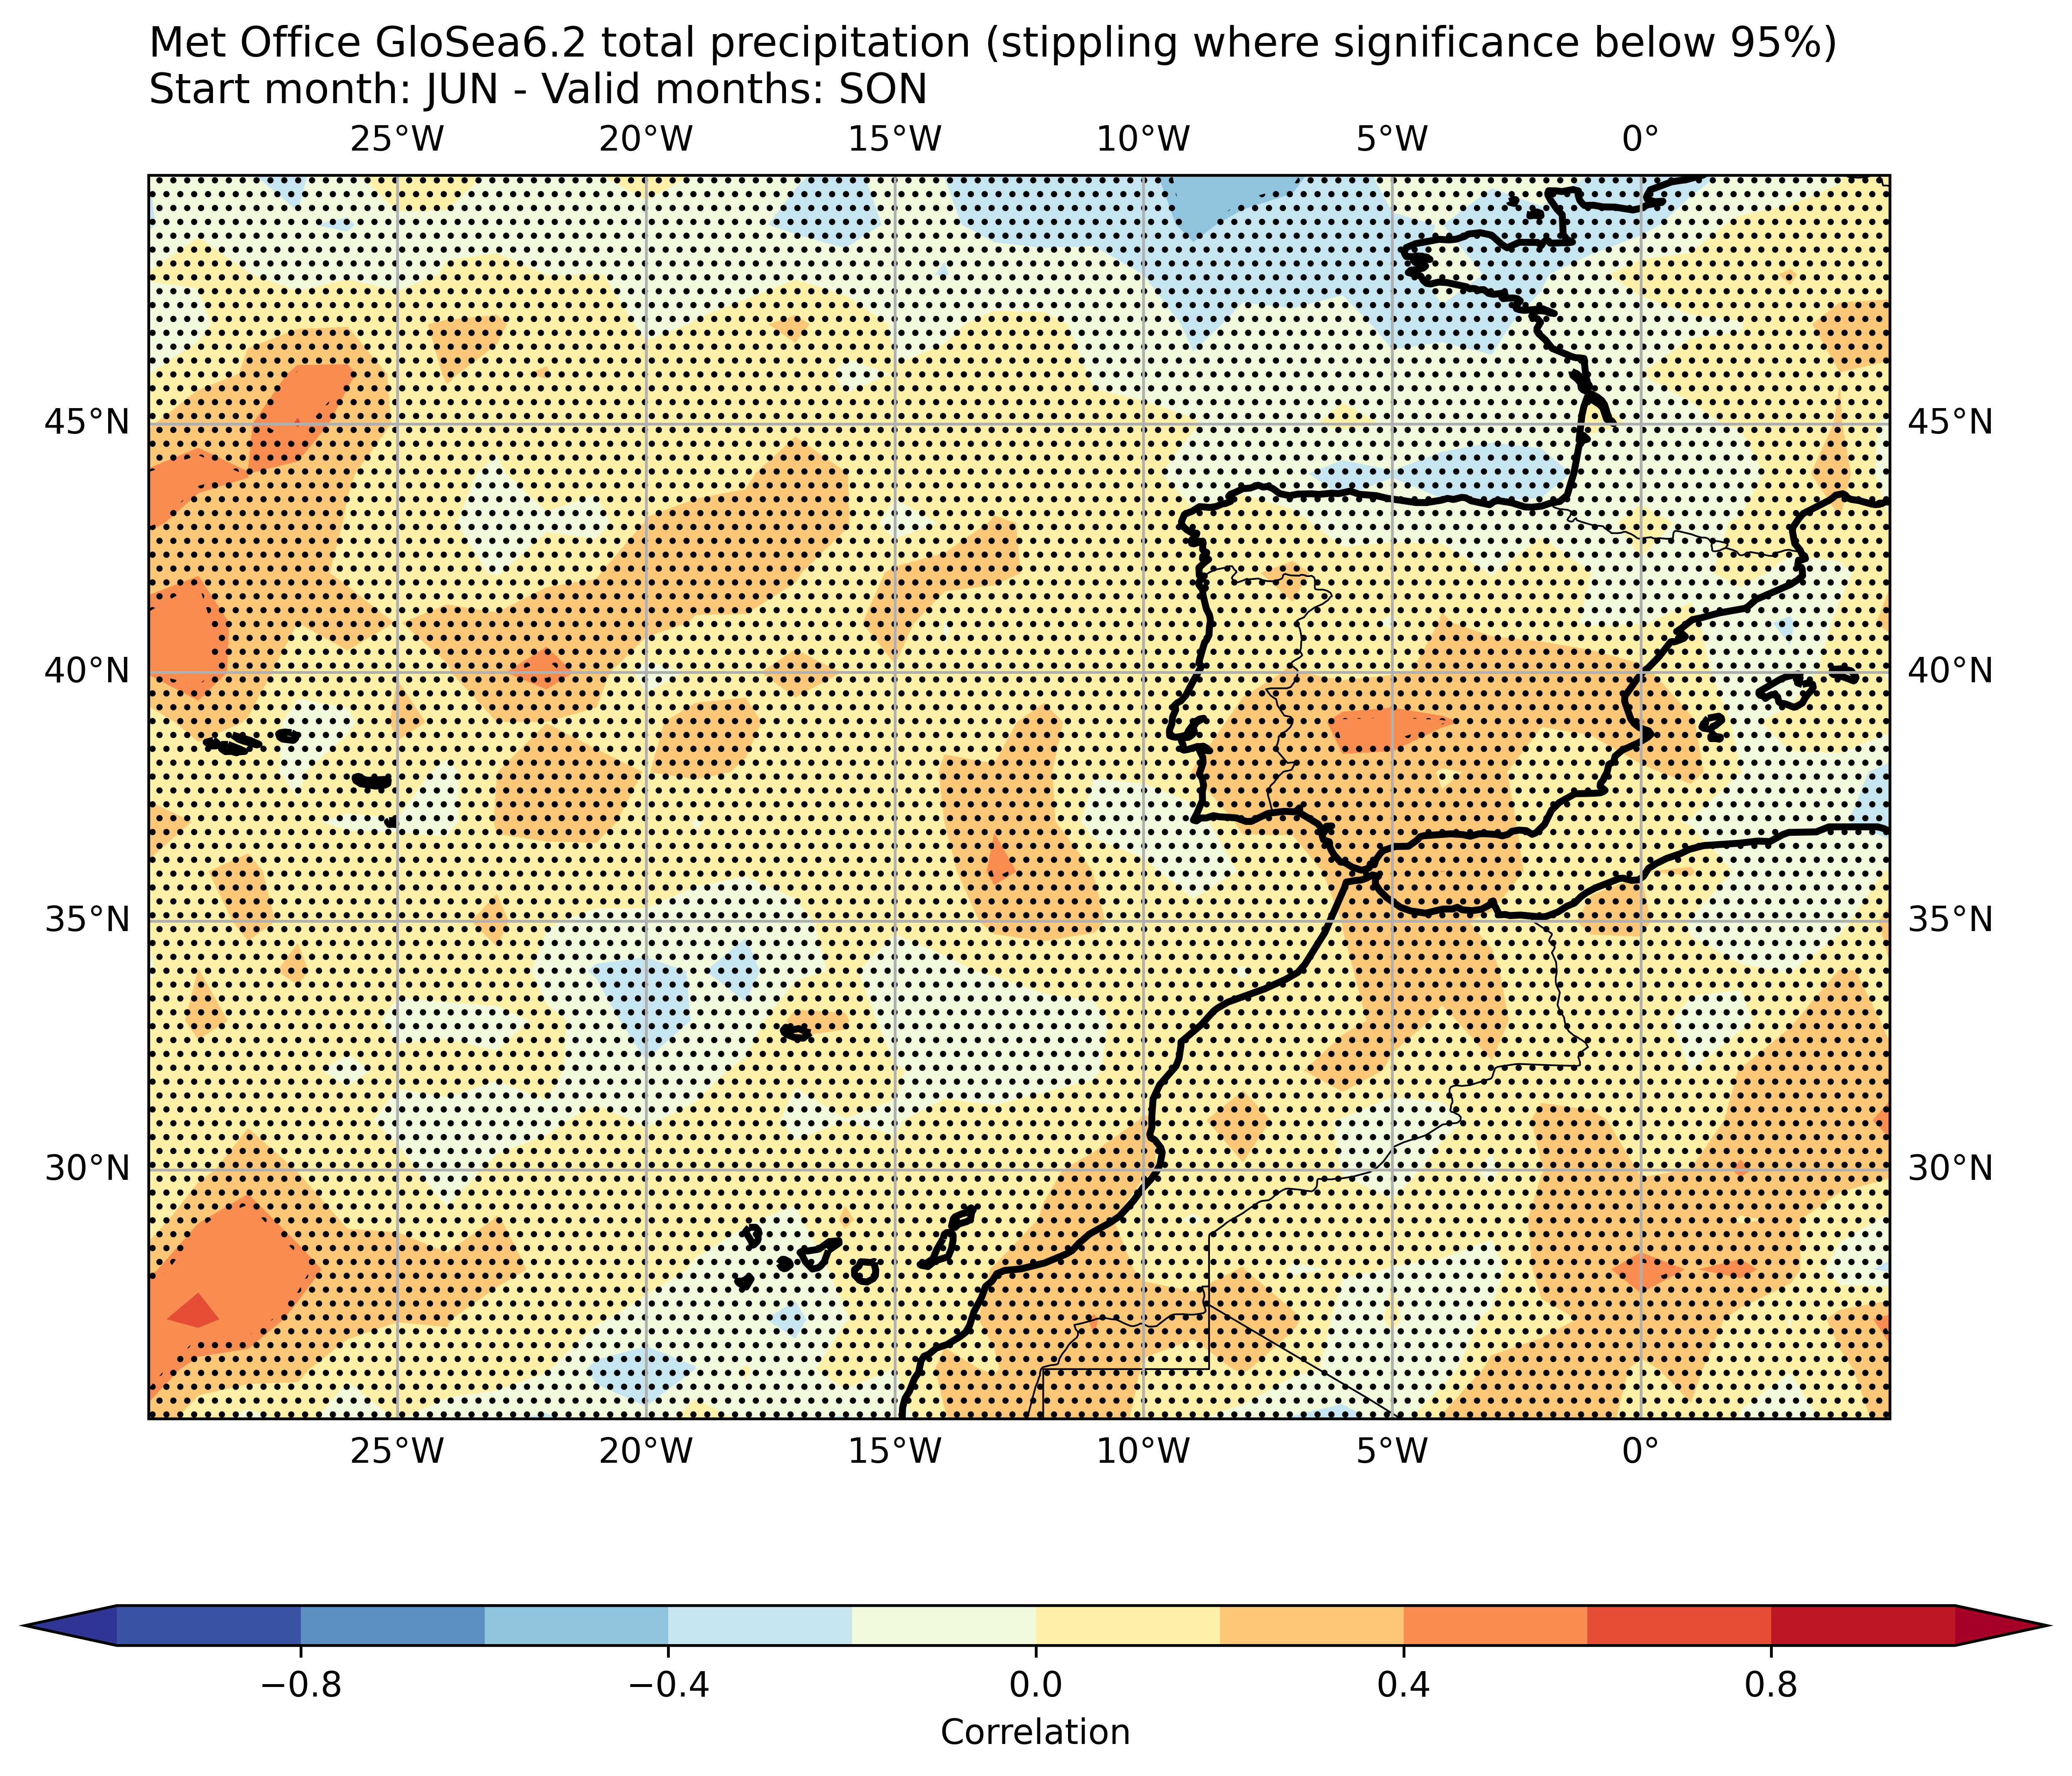 Met Office GloSea6.2 total precipitation (stippling where significance below 95%)
Start month: JUN - Valid months: SON
25°W 20°W 15°W 10°W 5°W 0°
45°N 45°N
40°N 40°N
35°N 35°N
30°N 30°N
25°W 20°W 15°W 10°W 5°W 0°
−0.8 −0.4 0.0 0.4 0.8
Correlation